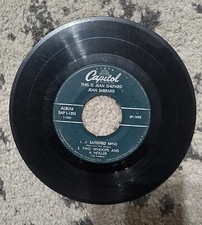 Capitol
THIS IS JEAN SHEPARD
JEAN SHEPARD
ALBUM
EAP 1-1253
1. A SATISFIED MIND
2. TWO WHOOPS AND
A HOLLER